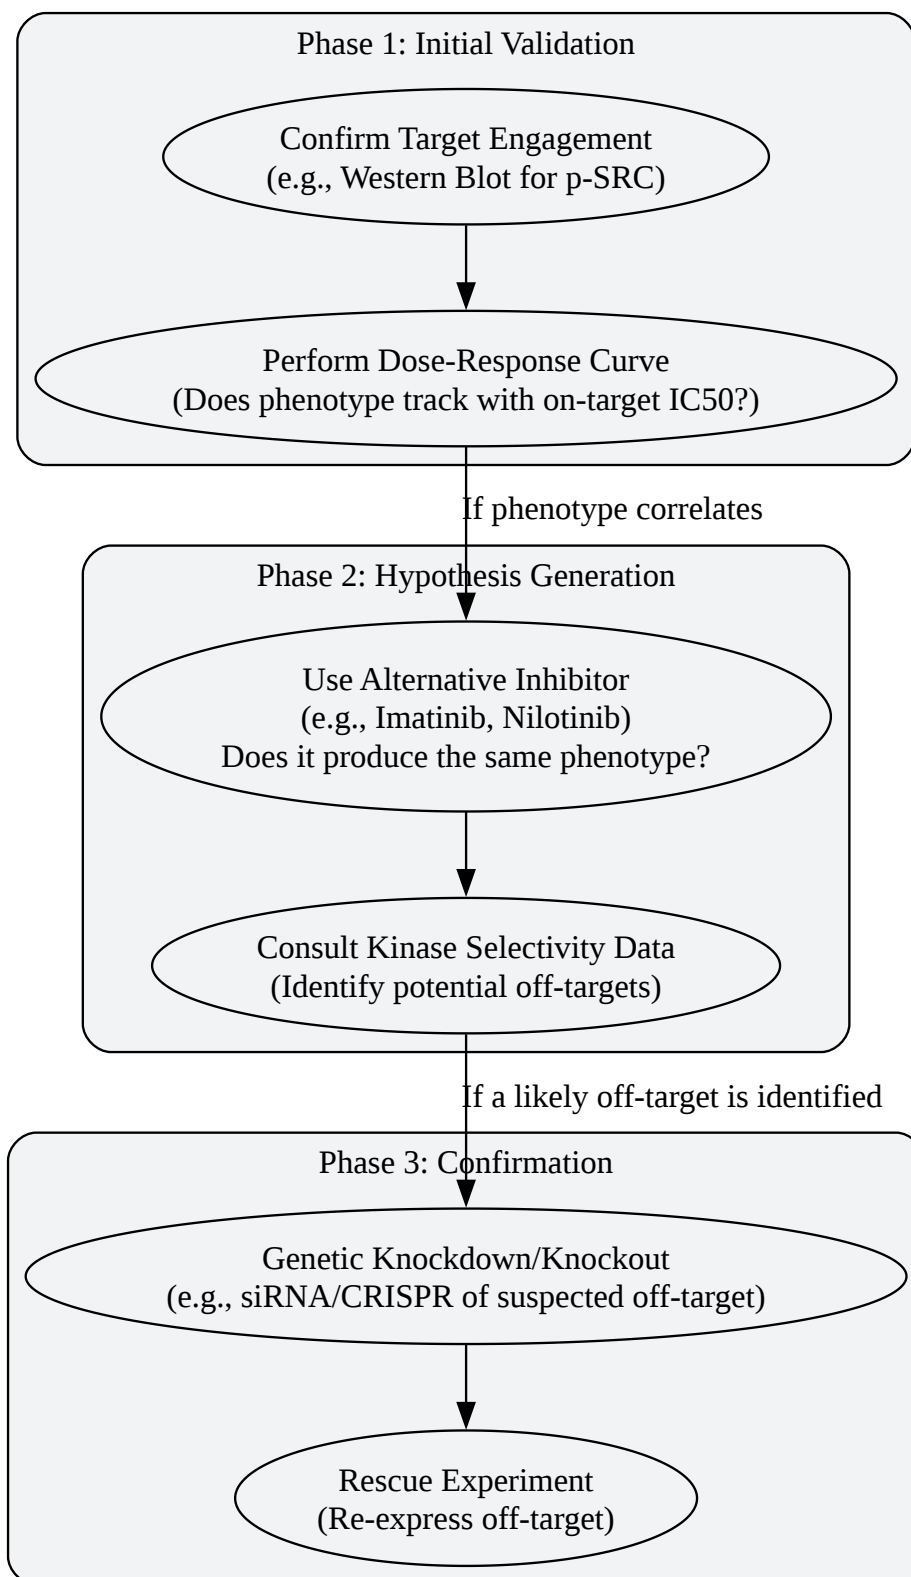 Phase 1: Initial Validation
Confirm Target Engagement
(e.g., Western Blot for p-SRC)
Perform Dose-Response Curve
(Does phenotype track with on-target IC50?)
If phenotype correlates
Phase 2: Hypothesis Generation
Use Alternative Inhibitor
(e.g., Imatinib, Nilotinib)
Does it produce the same phenotype?
Consult Kinase Selectivity Data
(Identify potential off-targets)
If a likely off-target is identified
Phase 3: Confirmation
Genetic Knockdown/Knockout
(e.g., siRNA/CRISPR of suspected off-target)
Rescue Experiment
(Re-express off-target)